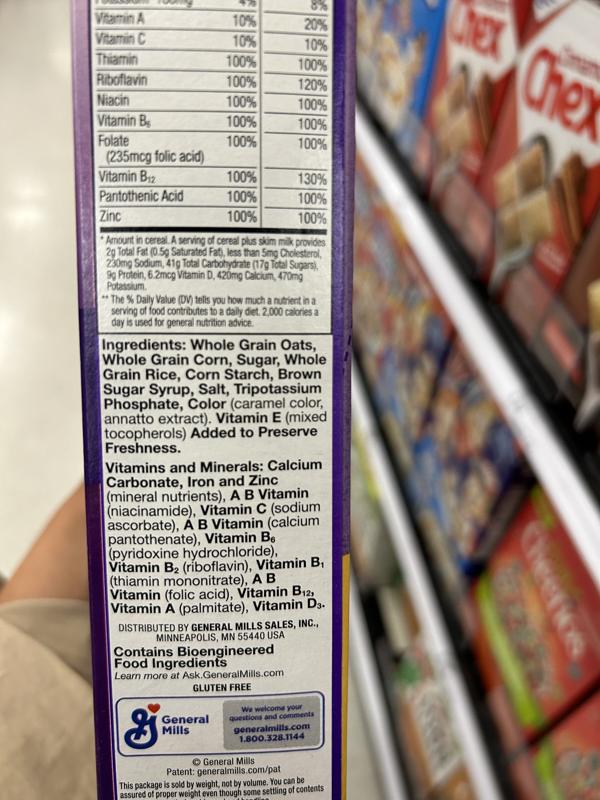 Potassium 160mg 4% 8%
Vitamin A 10% 20%
Vitamin C 10% 10%
Thiamin 100% 100%
Riboflavin 100% 120%
Niacin 100% 100%
Vitamin B6 100% 100%
Folate 100% 100%
(235mcg folic acid)
Vitamin B12 100% 130%
Pantothenic Acid 100% 100%
Zinc 100% 100%
* Amount in cereal. A serving of cereal plus skim milk provides
2g Total Fat (0.5g Saturated Fat), less than 5mg Cholesterol,
230mg Sodium, 41g Total Carbohydrate (17g Total Sugars),
9g Protein, 6.2mcg Vitamin D, 420mg Calcium, 470mg
Potassium.
** The % Daily Value (DV) tells you how much a nutrient in a
serving of food contributes to a daily diet. 2,000 calories a
day is used for general nutrition advice.
Ingredients: Whole Grain Oats,
Whole Grain Corn, Sugar, Whole
Grain Rice, Corn Starch, Brown
Sugar Syrup, Salt, Tripotassium
Phosphate, Color (caramel color,
annatto extract). Vitamin E (mixed
tocopherols) Added to Preserve
Freshness.
Vitamins and Minerals: Calcium
Carbonate, Iron and Zinc
(mineral nutrients), A B Vitamin
(niacinamide), Vitamin C (sodium
ascorbate), A B Vitamin (calcium
pantothenate), Vitamin B6
(pyridoxine hydrochloride),
Vitamin B2 (riboflavin), Vitamin B1
(thiamin mononitrate), A B
Vitamin (folic acid), Vitamin B12,
Vitamin A (palmitate), Vitamin D3.
DISTRIBUTED BY GENERAL MILLS SALES, INC.,
MINNEAPOLIS, MN 55440 USA
Contains Bioengineered
Food Ingredients
Learn more at Ask.GeneralMills.com
GLUTEN FREE
General
Mills
We welcome your
questions and comments
generalmills.com
1.800.328.1144
© General Mills
Patent: generalmills.com/pat
This package is sold by weight, not by volume. You can be
assured of proper weight even though some settling of contents
Chex
Chex
Cheerios